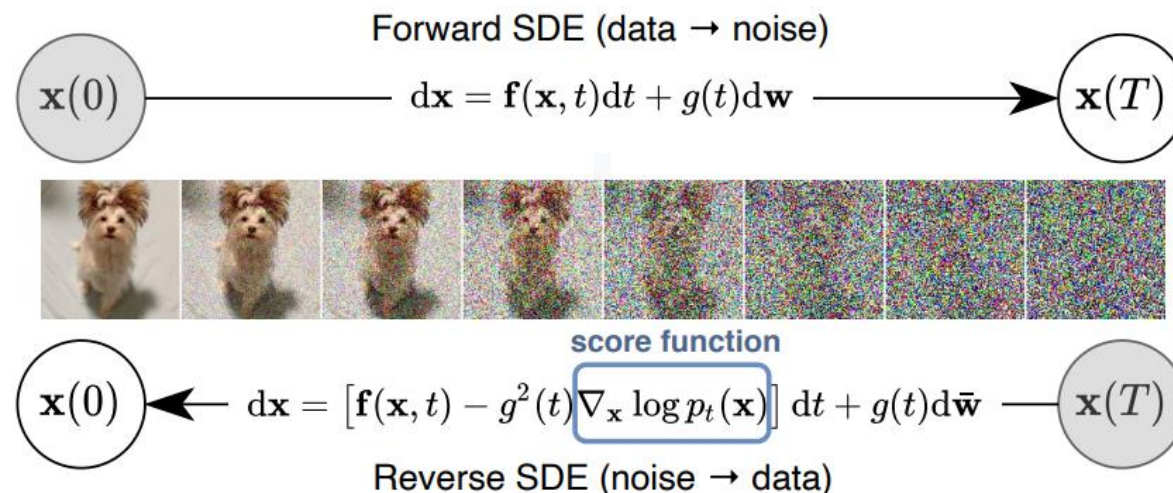 Forward SDE (data → noise)
x(0) dx = f(x, t)dt + g(t)dw x(T)
score function
x(0) dx = [f(x, t) − g²(t)∇ₓ log pₜ(x)] dt + g(t)dw̄ x(T)
Reverse SDE (noise → data)